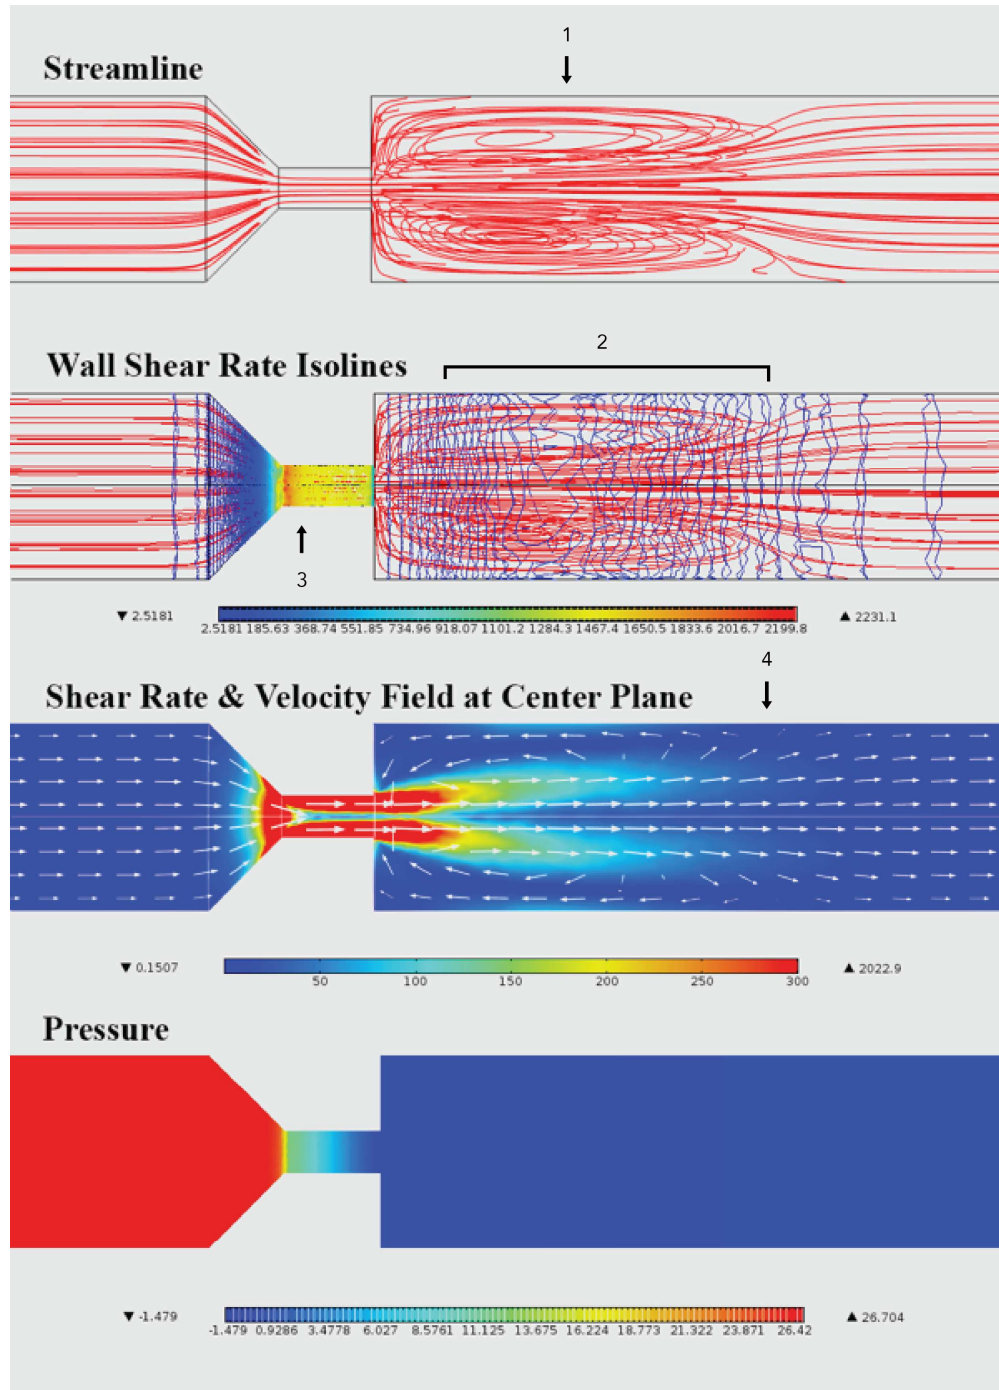 1
Streamline
Wall Shear Rate Isolines
2
3
▼ 2.5181
2.5181 185.63 368.74 551.85 734.96 918.07 1101.2 1284.3 1467.4 1650.5 1833.6 2016.7 2199.8
▲ 2231.1
4
Shear Rate & Velocity Field at Center Plane
▼ 0.1507
50 100 150 200 250 300
▲ 2022.9
Pressure
▼ -1.479
-1.479 0.9286 3.4778 6.027 8.5761 11.125 13.675 16.224 18.773 21.322 23.871 26.42
▲ 26.704